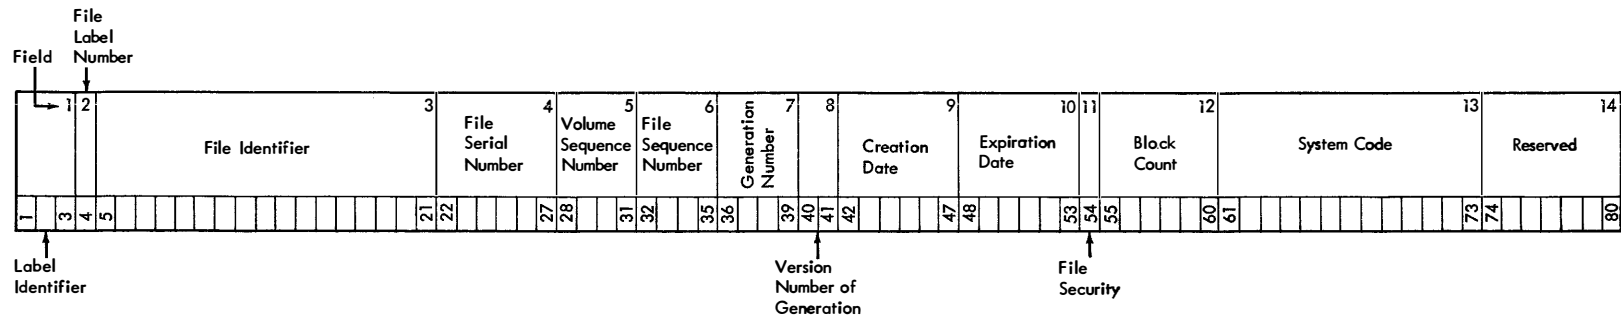 File
Label
Number
Field
1 2 3 4 5 6 7 8 9 10 11 12 13 14
File Identifier
File
Serial
Number
Volume
Sequence
Number
File
Sequence
Number
Generation
Number
Creation
Date
Expiration
Date
Block
Count
System Code
Reserved
1 3 4 5 21 22 27 28 31 32 35 36 39 40 41 42 47 48 53 54 55 60 61 73 74 80
Label
Identifier
Version
Number of
Generation
File
Security